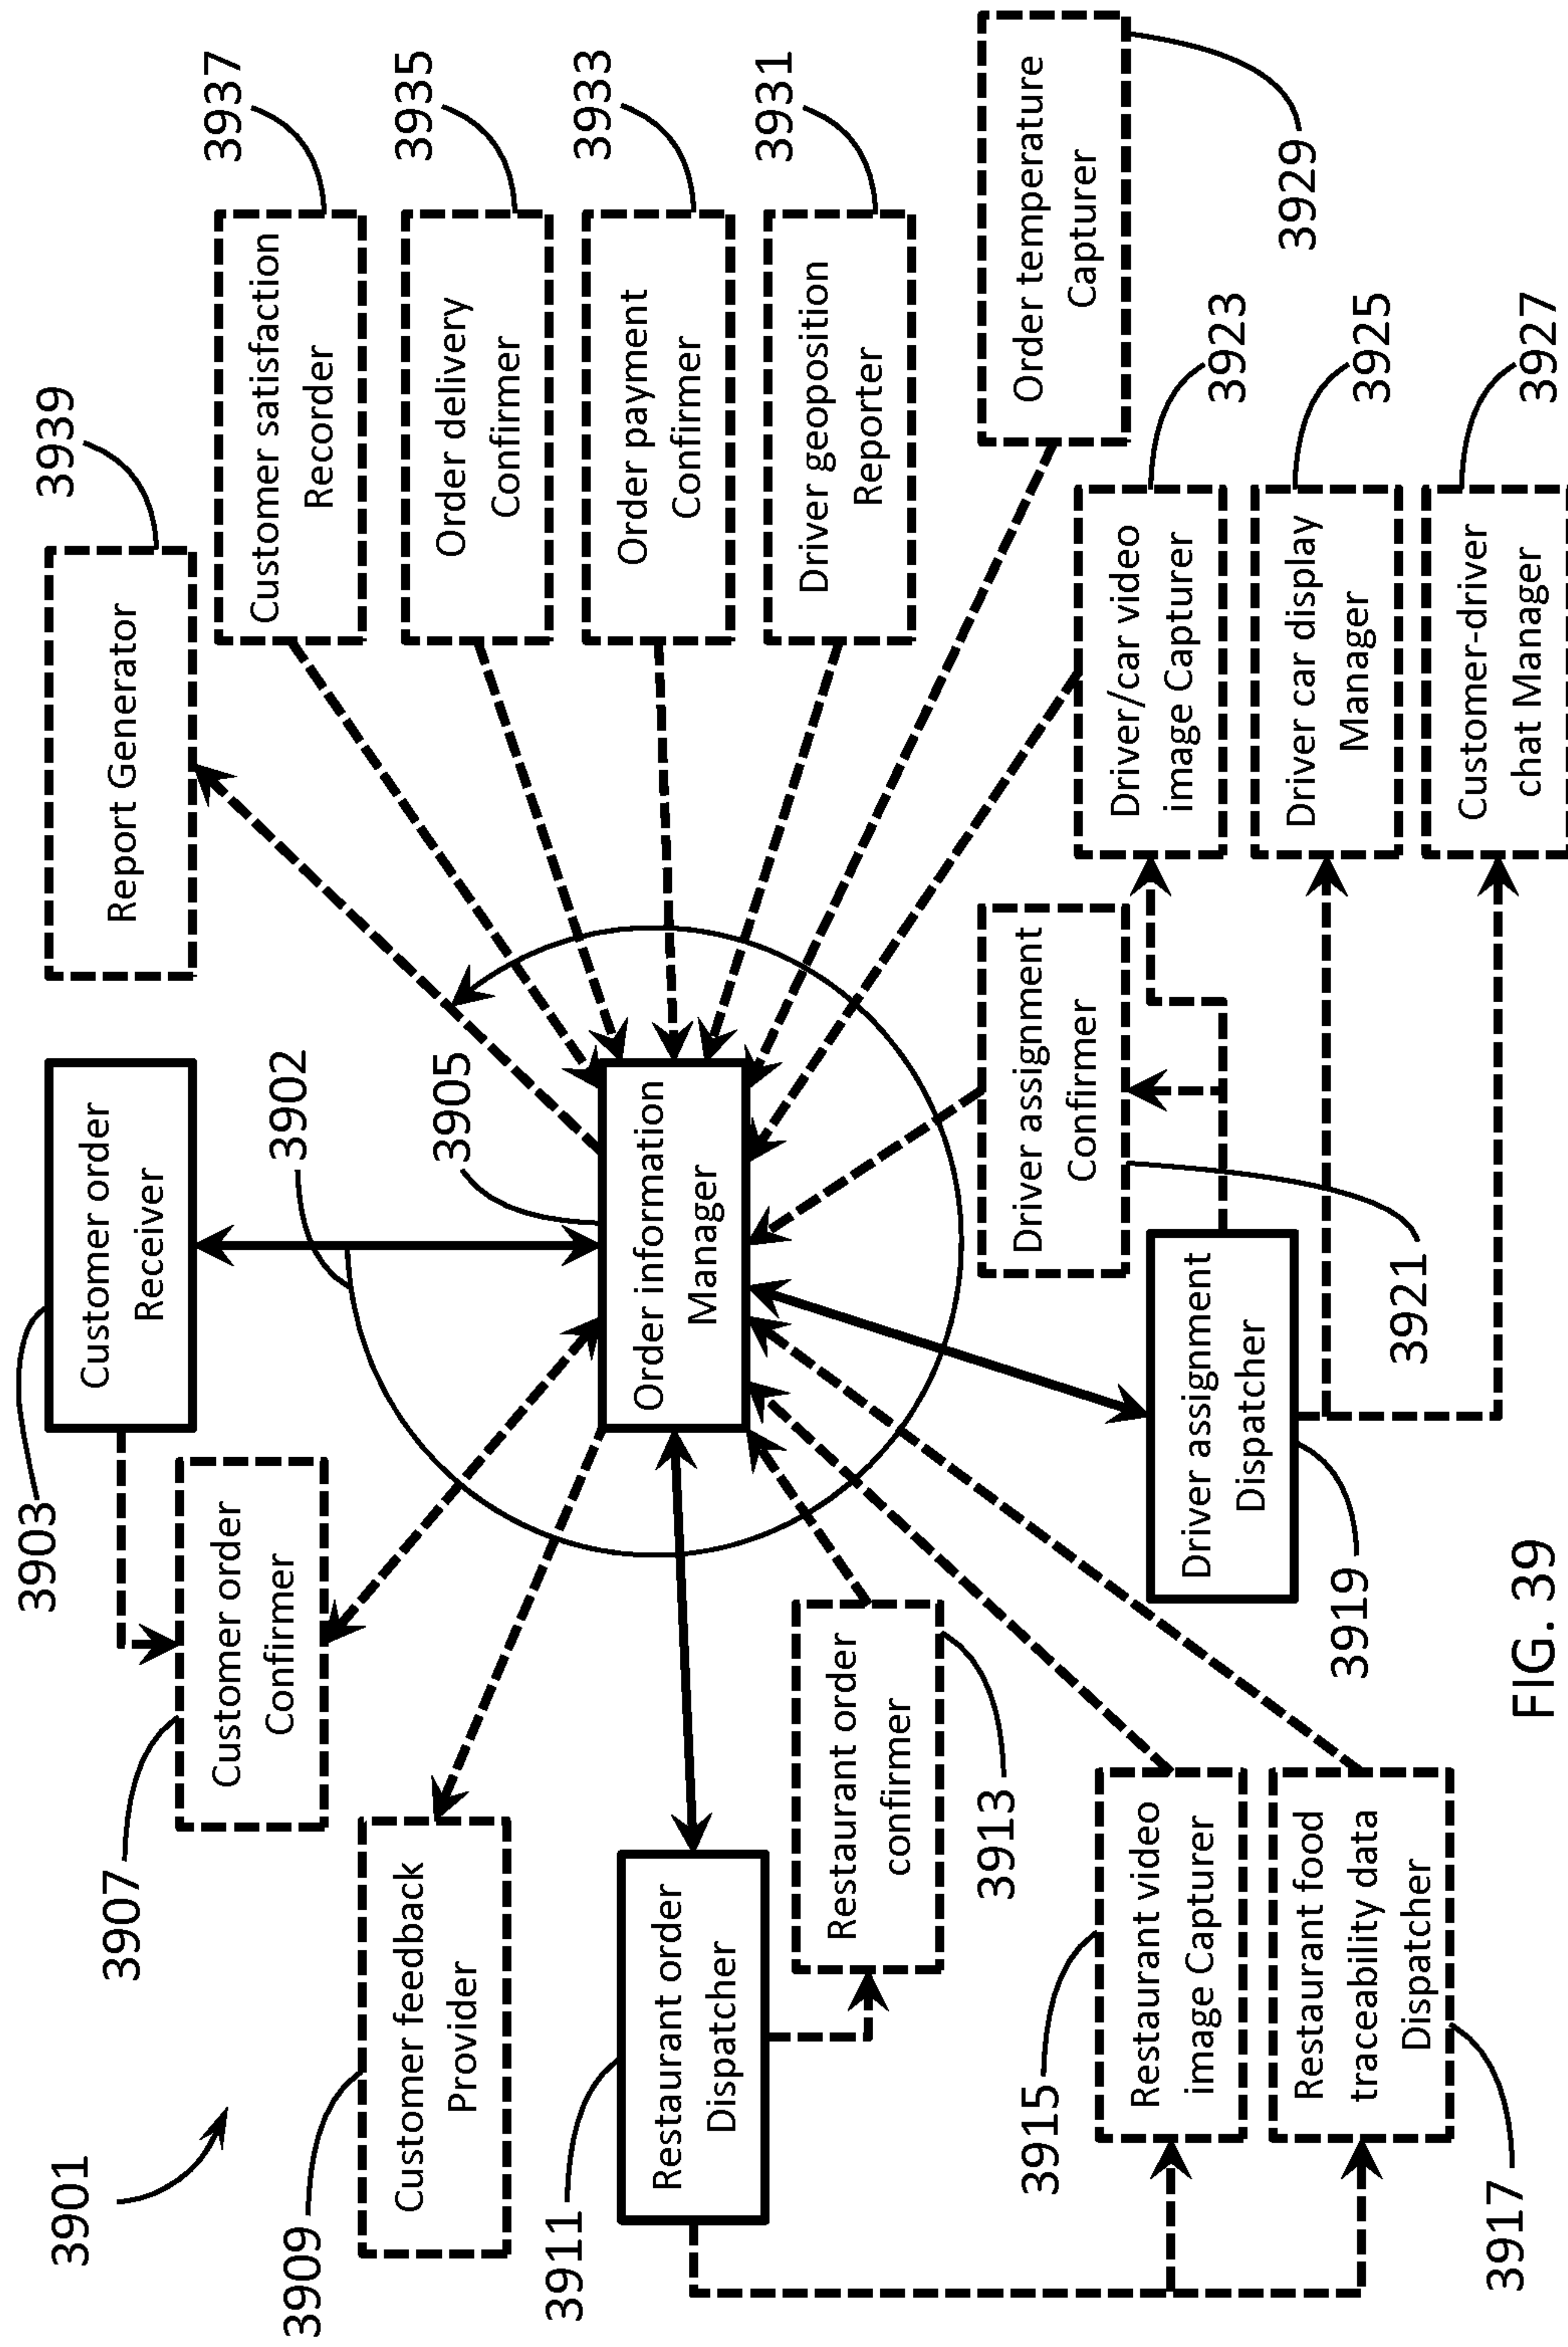 3901
3903
Customer order
Receiver
3939
Report Generator
3902
3905
3907
Customer order
Confirmer
3937
Customer satisfaction
Recorder
3909
Customer feedback
Provider
3935
Order delivery
Confirmer
3911
Restaurant order
Dispatcher
Order information
Manager
3933
Order payment
Confirmer
3931
Driver geoposition
Reporter
Restaurant order
confirmer
3913
Driver assignment
Confirmer
Order temperature
Capturer
3929
3915
Restaurant video
image Capturer
Driver/car video
image Capturer
3923
Driver assignment
Dispatcher
Driver car display
Manager
3925
Restaurant food
traceability data
Dispatcher
3919
3921
Customer-driver
chat Manager
3927
3917
FIG. 39